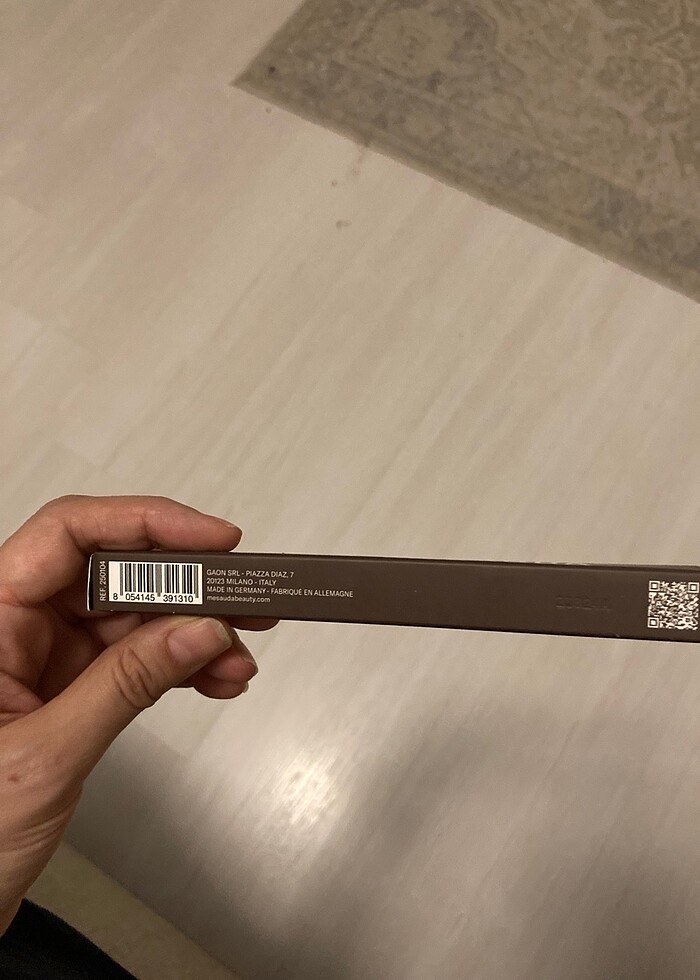 REF. 250104
8 054145 391310
GAON SRL - PIAZZA DIAZ, 7
20123 MILANO - ITALY
MADE IN GERMANY - FABRIQUE EN ALLEMAGNE
mesaudabeauty.com